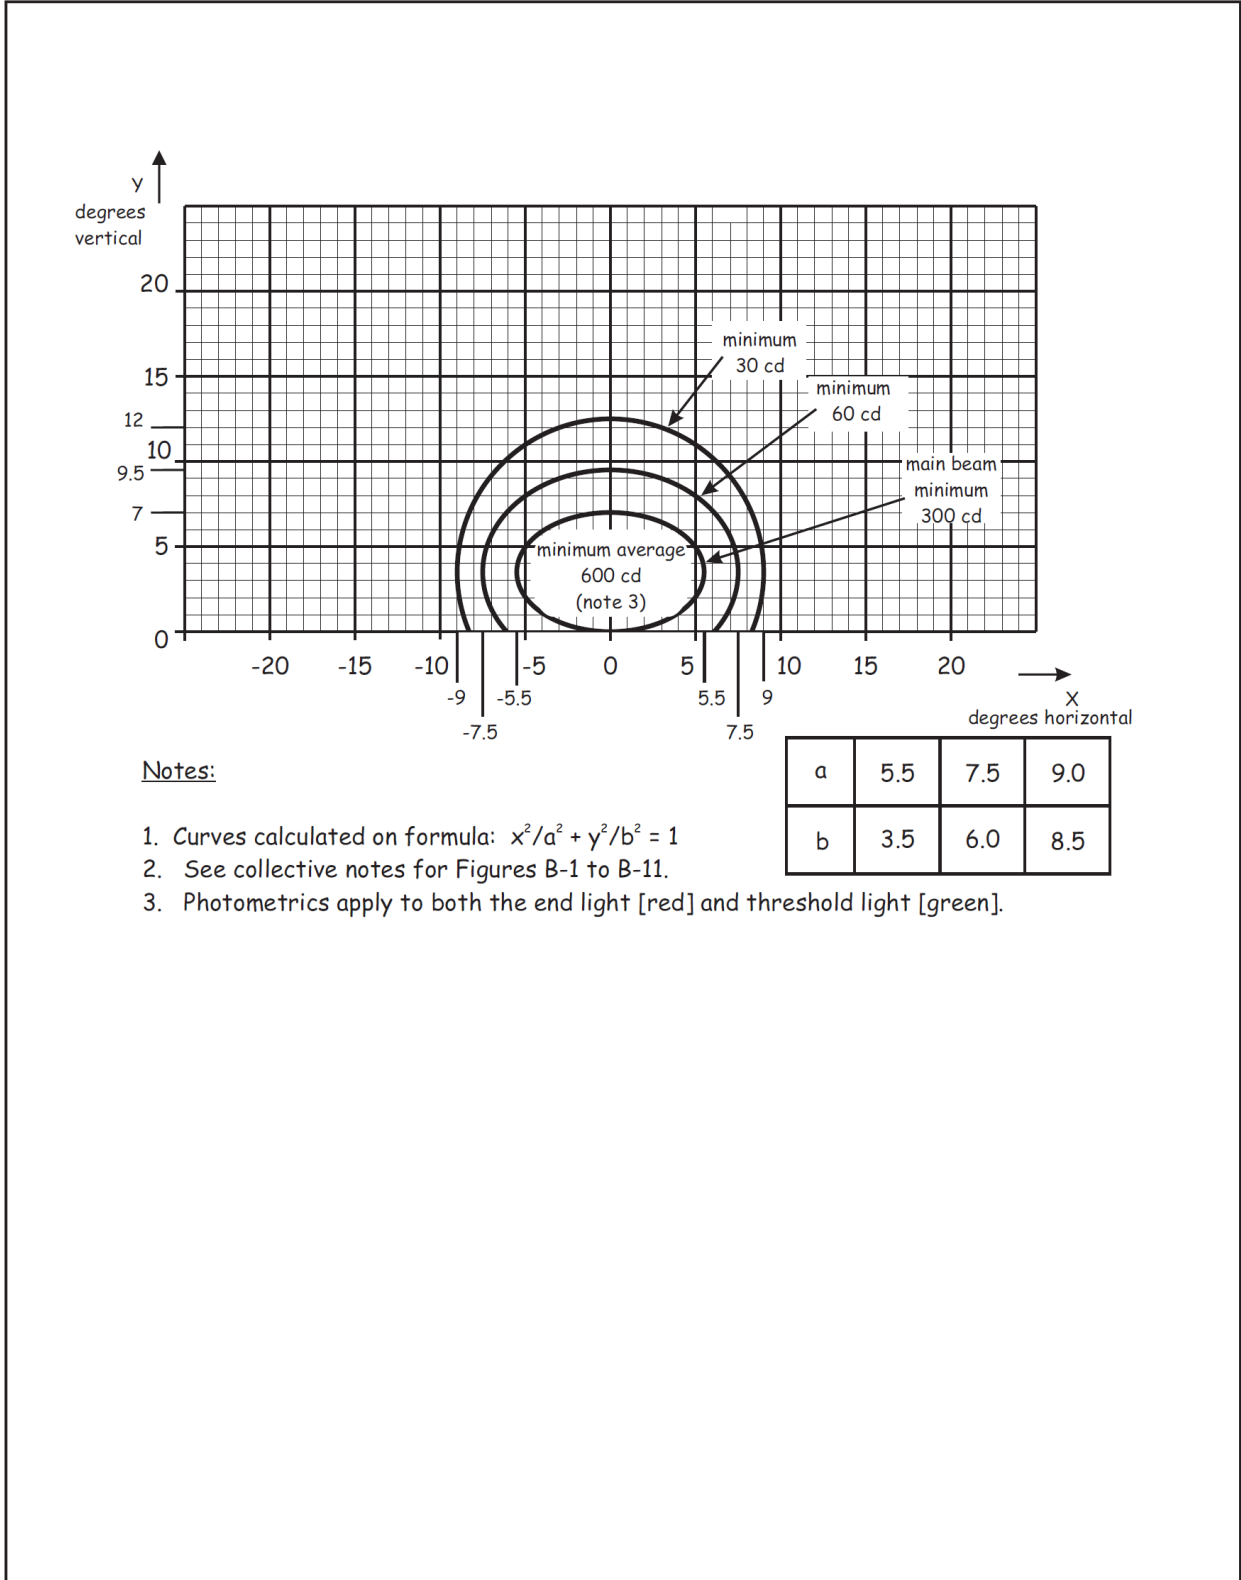 Y
degrees
vertical
20
15
12
10
9.5
7
5
0
minimum
30 cd
minimum
60 cd
main beam
minimum
300 cd
minimum average
600 cd
(note 3)
-20 -15 -10 -5 0 5 10 15 20
-9 -5.5 5.5 9
-7.5 7.5
X
degrees horizontal
a 5.5 7.5 9.0
b 3.5 6.0 8.5
Notes:
1. Curves calculated on formula: x²/a² + y²/b² = 1
2. See collective notes for Figures B-1 to B-11.
3. Photometrics apply to both the end light [red] and threshold light [green].